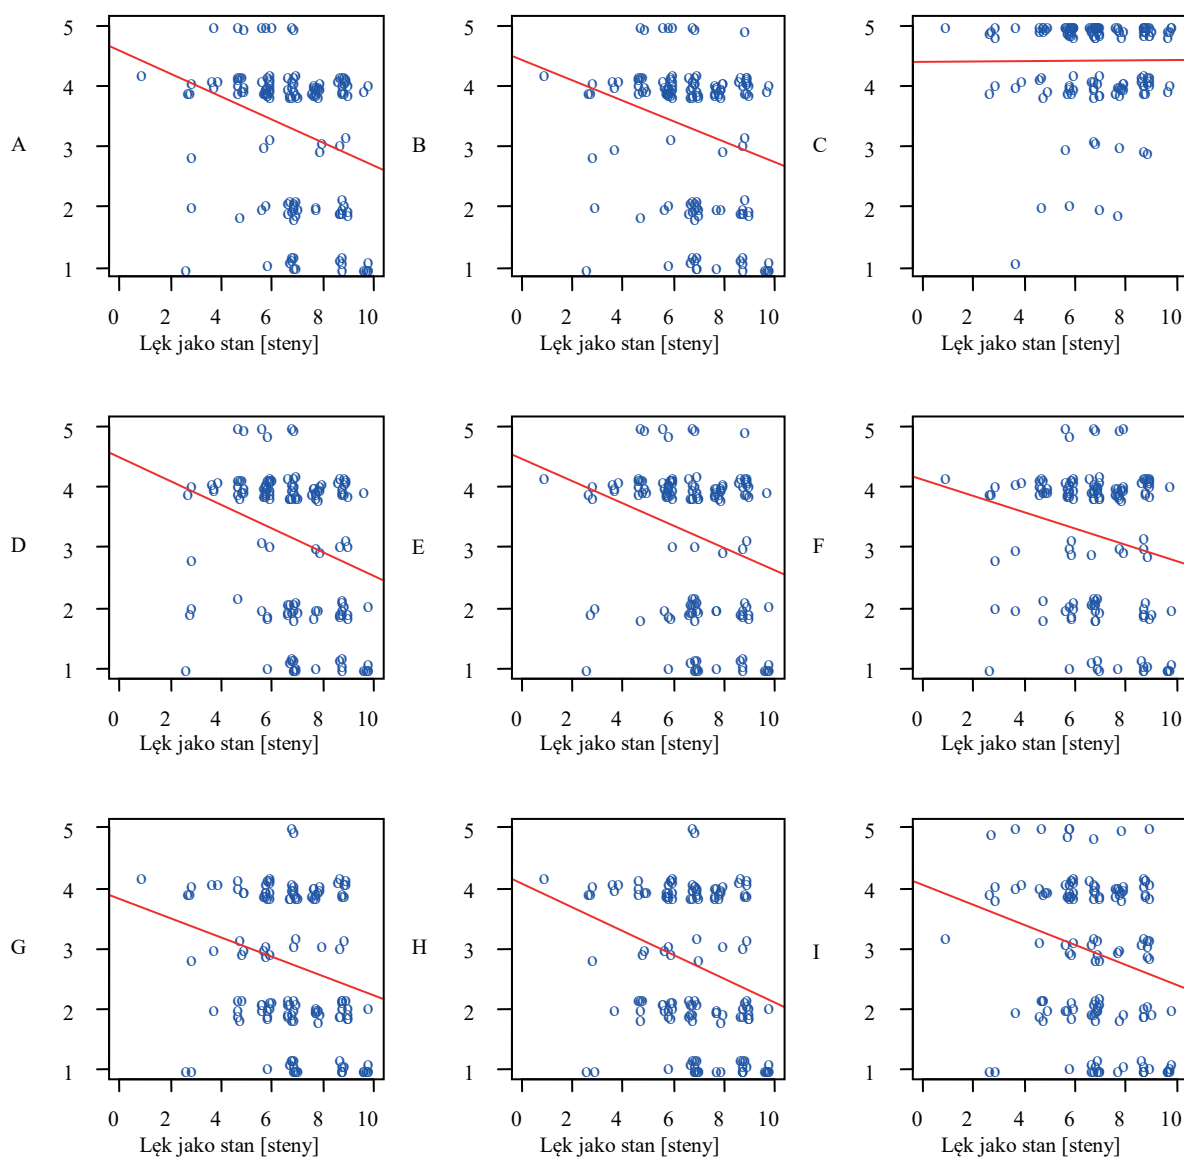 5 5 5
4 4 4
A 3 B 3 C 3
2 2 2
1 1 1
0 2 4 6 8 10 0 2 4 6 8 10 0 2 4 6 8 10
Lęk jako stan [steny] Lęk jako stan [steny] Lęk jako stan [steny]
5 5 5
4 4 4
D 3 E 3 F 3
2 2 2
1 1 1
0 2 4 6 8 10 0 2 4 6 8 10 0 2 4 6 8 10
Lęk jako stan [steny] Lęk jako stan [steny] Lęk jako stan [steny]
5 5 5
4 4 4
G 3 H 3 I 3
2 2 2
1 1 1
0 2 4 6 8 10 0 2 4 6 8 10 0 2 4 6 8 10
Lęk jako stan [steny] Lęk jako stan [steny] Lęk jako stan [steny]